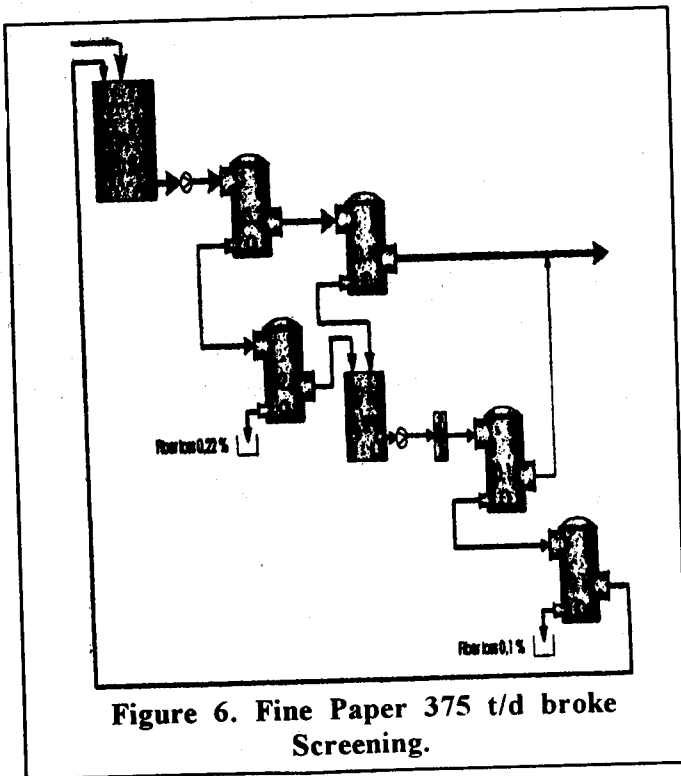 Fiber loss 0,22 %
Fiber loss 0,1 %
Figure 6. Fine Paper 375 t/d broke
Screening.